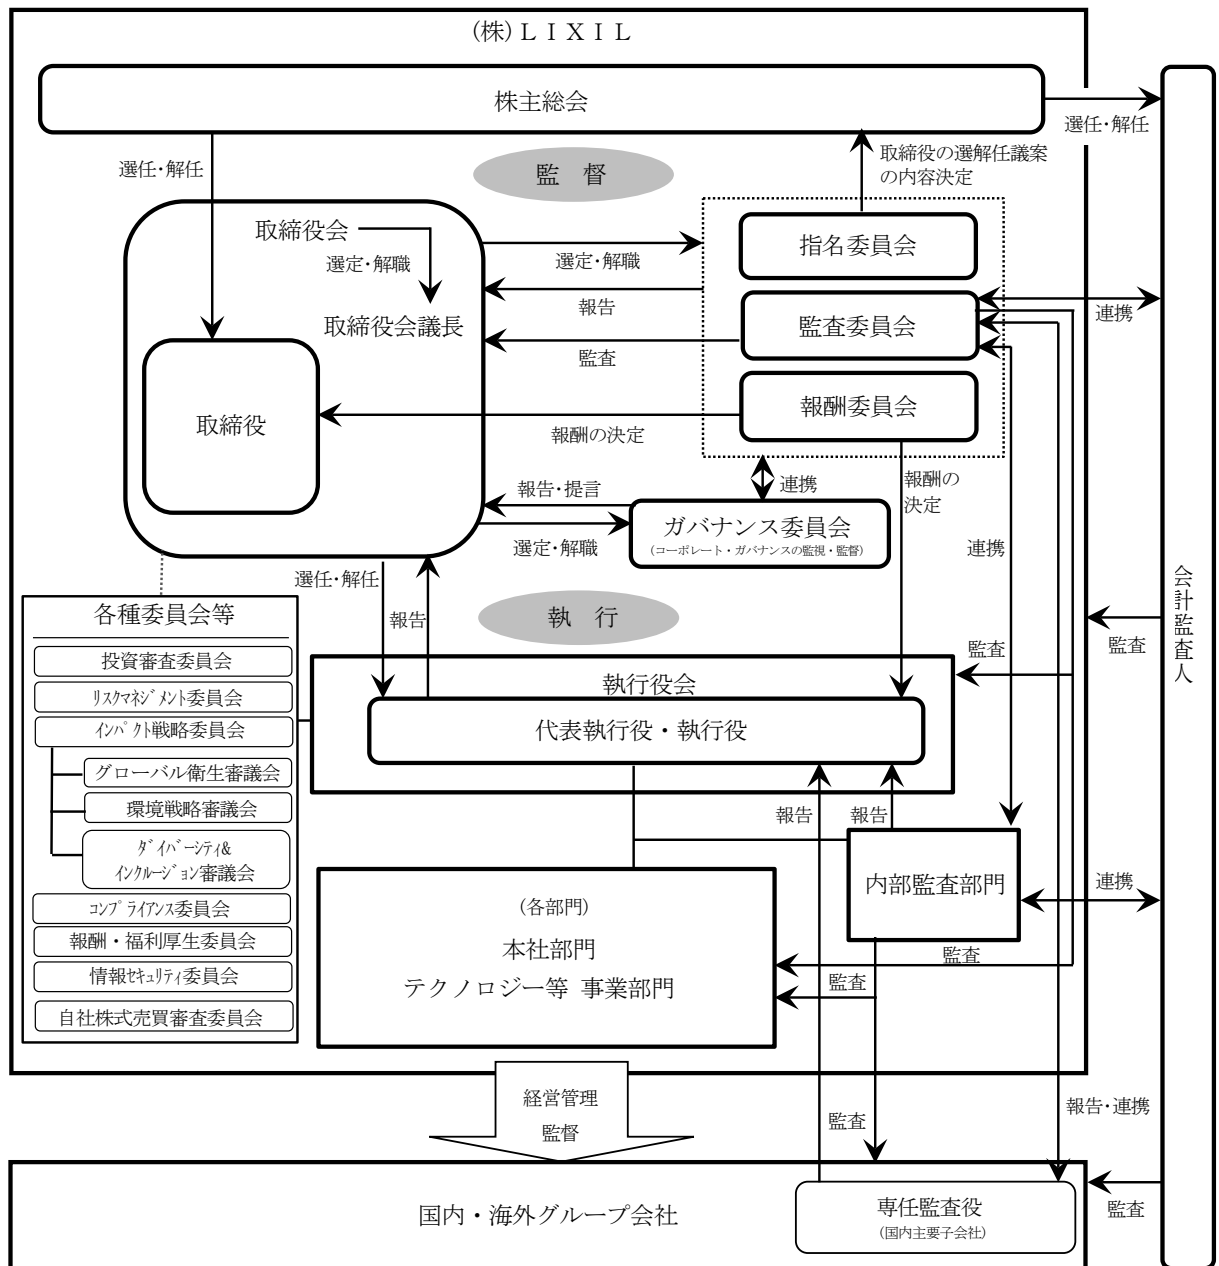 (株)ＬＩＸＩＬ
株主総会
選任・解任
選任・解任
監　督
取締役の選解任議案
の内容決定
取締役会
選定・解職
取締役会議長
取締役
選定・解職
報告
監査
報酬の決定
指名委員会
監査委員会
報酬委員会
連携
報告・提言
選定・解職
連携
報酬の
決定
ガバナンス委員会
(コーポレート・ガバナンスの監視・監督)
連携
会計監査人
選任・解任
報告
執　行
監査
監査
各種委員会等
投資審査委員会
ﾘｽｸﾏﾈｼﾞﾒﾝﾄ委員会
ｲﾝﾊﾟｸﾄ戦略委員会
グローバル衛生審議会
環境戦略審議会
ﾀﾞｲﾊﾞｰｼﾃｨ&
ｲﾝｸﾙｰｼﾞｮﾝ審議会
ｺﾝﾌﾟﾗｲｱﾝｽ委員会
報酬・福利厚生委員会
情報ｾｷｭﾘﾃｨ委員会
自社株式売買審査委員会
執行役会
代表執行役・執行役
報告
報告
内部監査部門
連携
(各部門)
本社部門
テクノロジー等 事業部門
監査
監査
経営管理
監督
監査
報告・連携
国内・海外グループ会社
専任監査役
(国内主要子会社)
監査